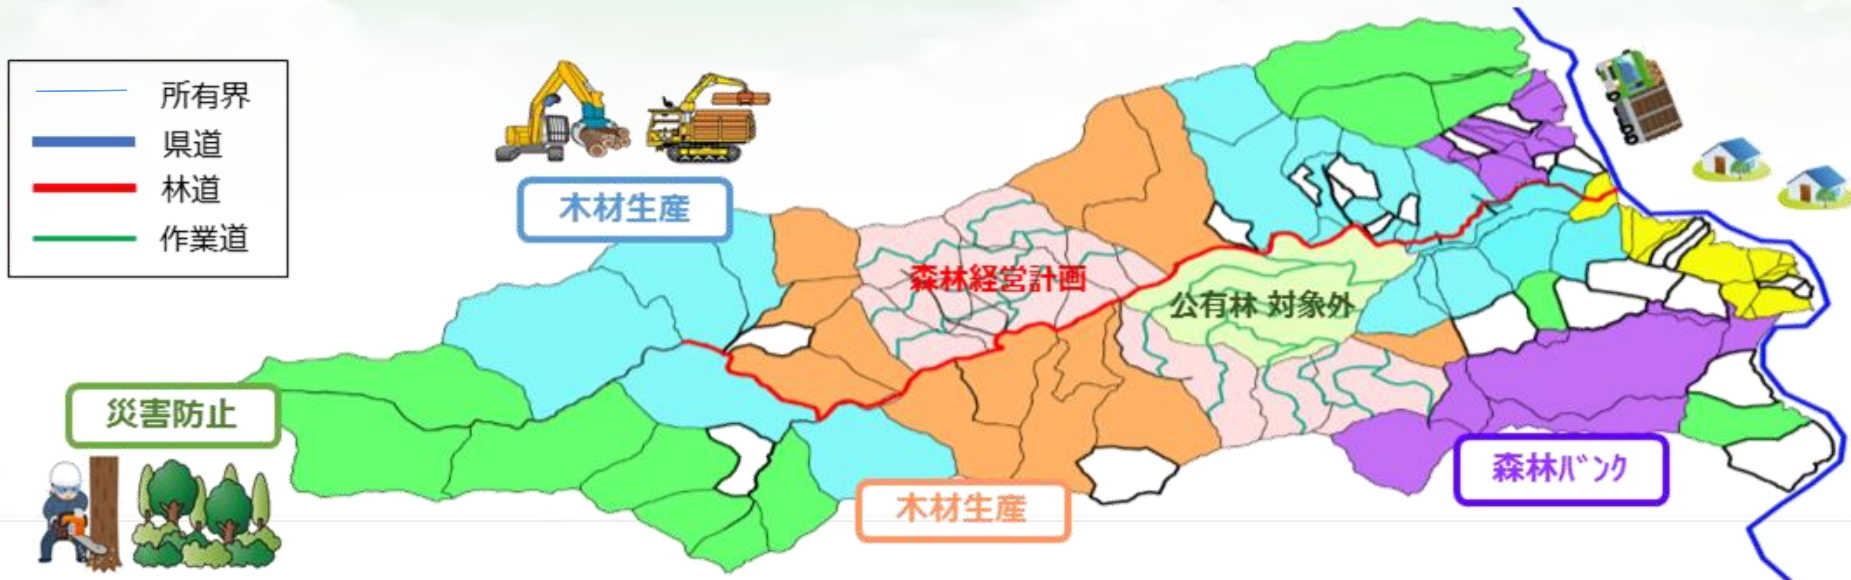 所有界
県道
林道
作業道
木材生産
森林経営計画
公有林 対象外
災害防止
木材生産
森林ﾊﾞﾝｸ